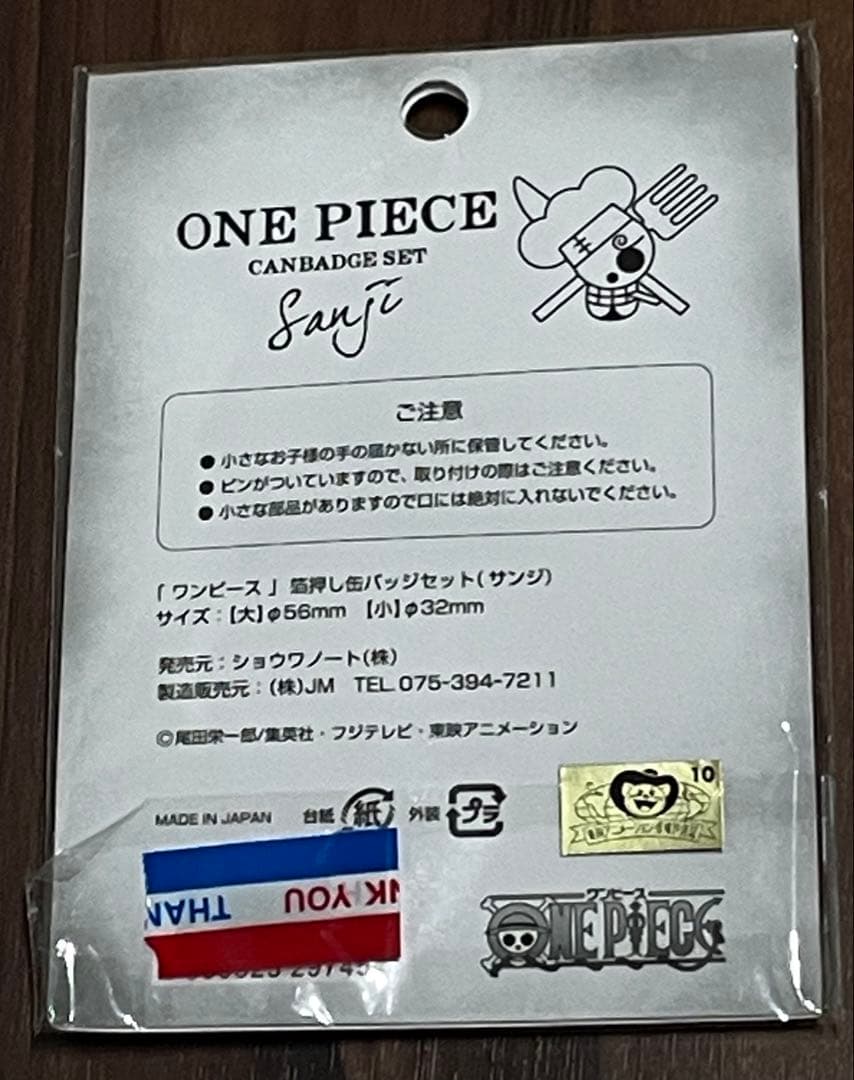 ONE PIECE
CANBADGE SET
Sanji
ご注意
● 小さなお子様の手の届かない所に保管してください。
● ピンがついていますので、取り付けの際はご注意ください。
● 小さな部品がありますので口には絶対に入れないでください。
「ワンピース」 箔押し缶バッジセット(サンジ)
サイズ:【大】φ56mm 【小】φ32mm
発売元:ショウワノート(株)
製造販売元:(株)JM TEL.075-394-7211
©尾田栄一郎/集英社・フジテレビ・東映アニメーション
10
MADE IN JAPAN 台紙 紙 外装 プラ
NK YOU THAN
ワンピース
ONE PIECE